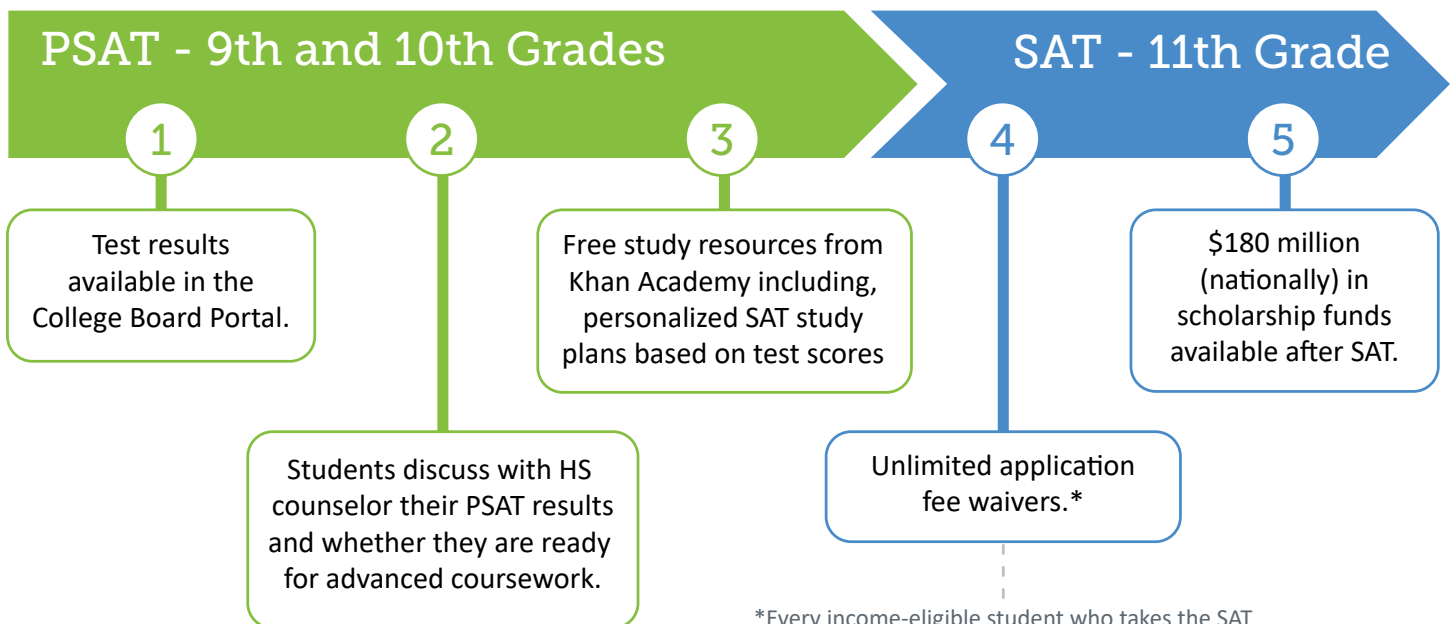 PSAT - 9th and 10th Grades
SAT - 11th Grade
1
2
3
4
5
Test results
available in the
College Board Portal.
Free study resources from
Khan Academy including,
personalized SAT study
plans based on test scores
$180 million
(nationally) in
scholarship funds
available after SAT.
Students discuss with HS
counselor their PSAT results
and whether they are ready
for advanced coursework.
Unlimited application
fee waivers.*
*Every income-eligible student who takes the SAT